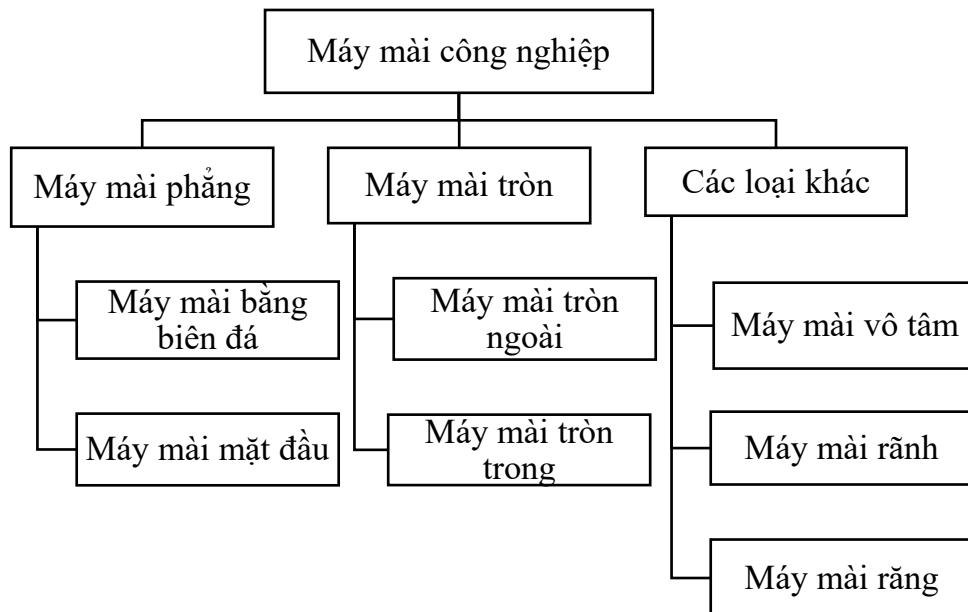 Máy mài công nghiệp
Máy mài phẳng
Máy mài tròn
Các loại khác
Máy mài bằng
biên đá
Máy mài tròn
ngoài
Máy mài vô tâm
Máy mài mặt đầu
Máy mài tròn
trong
Máy mài rãnh
Máy mài răng